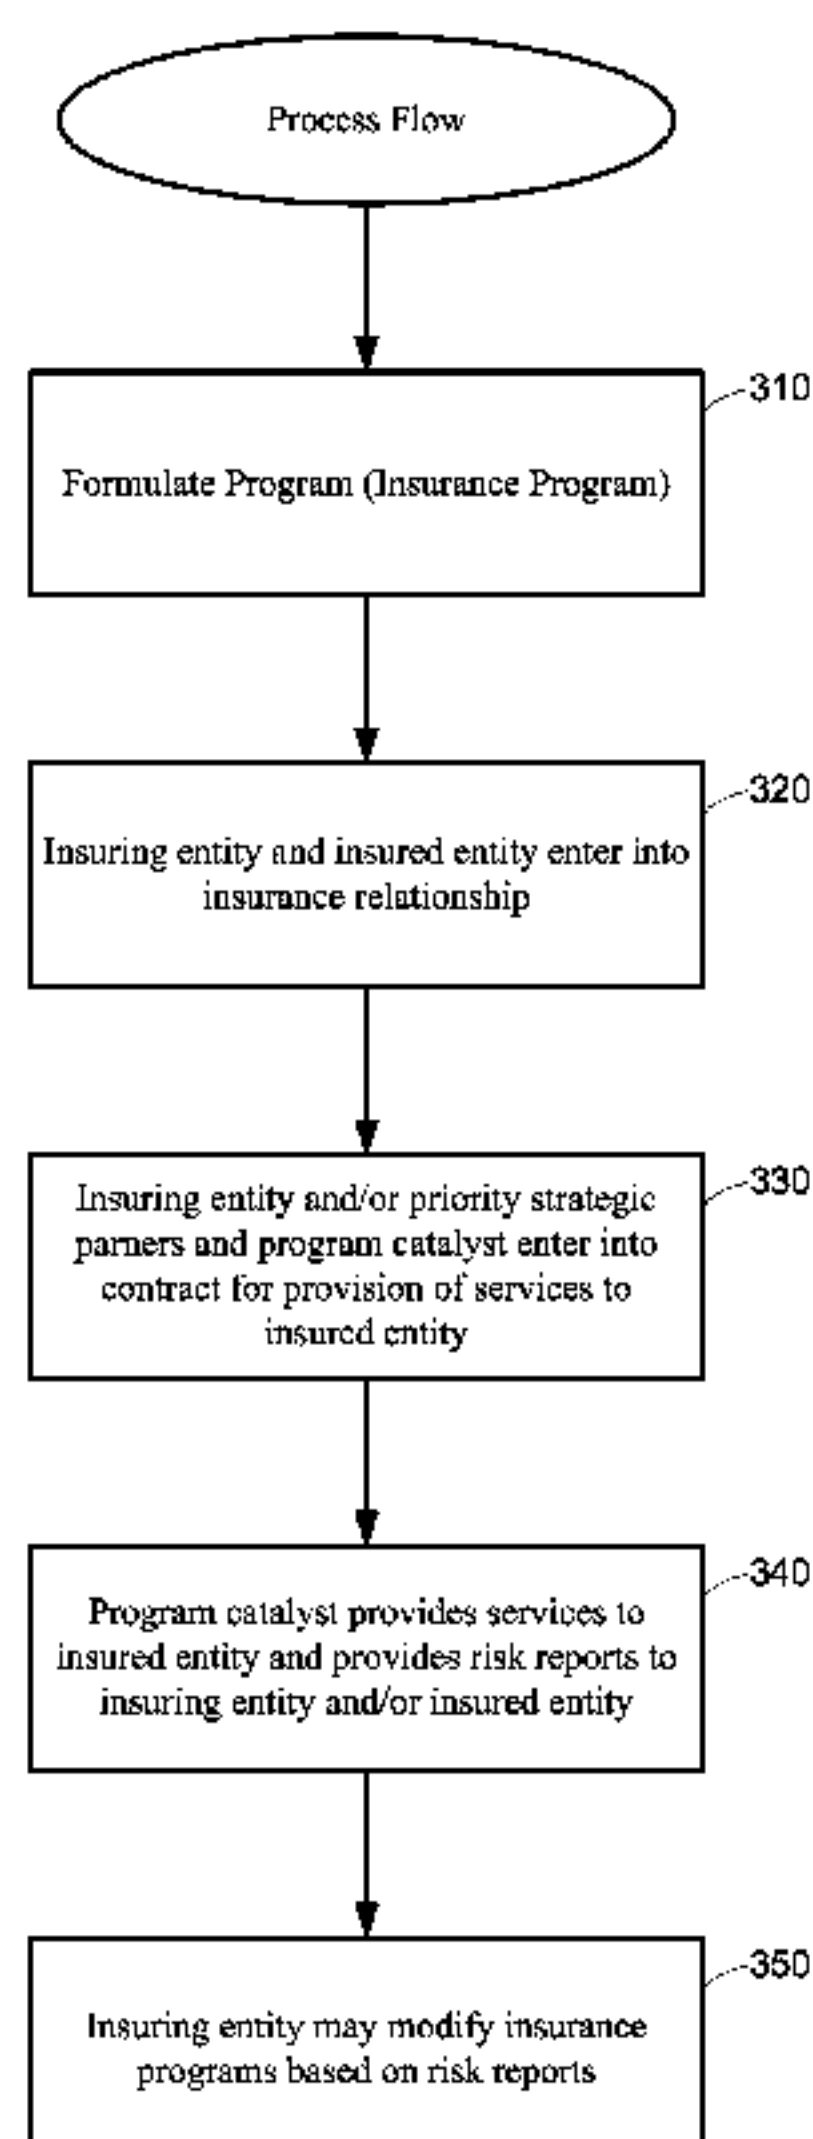 Process Flow
310
Formulate Program (Insurance Program)
320
Insuring entity and insured entity enter into
insurance relationship
330
Insuring entity and/or priority strategic
parners and program catalyst enter into
contract for provision of services to
insured entity
340
Program catalyst provides services to
insured entity and provides risk reports to
insuring entity and/or insured entity
350
Insuring entity may modify insurance
programs based on risk reports